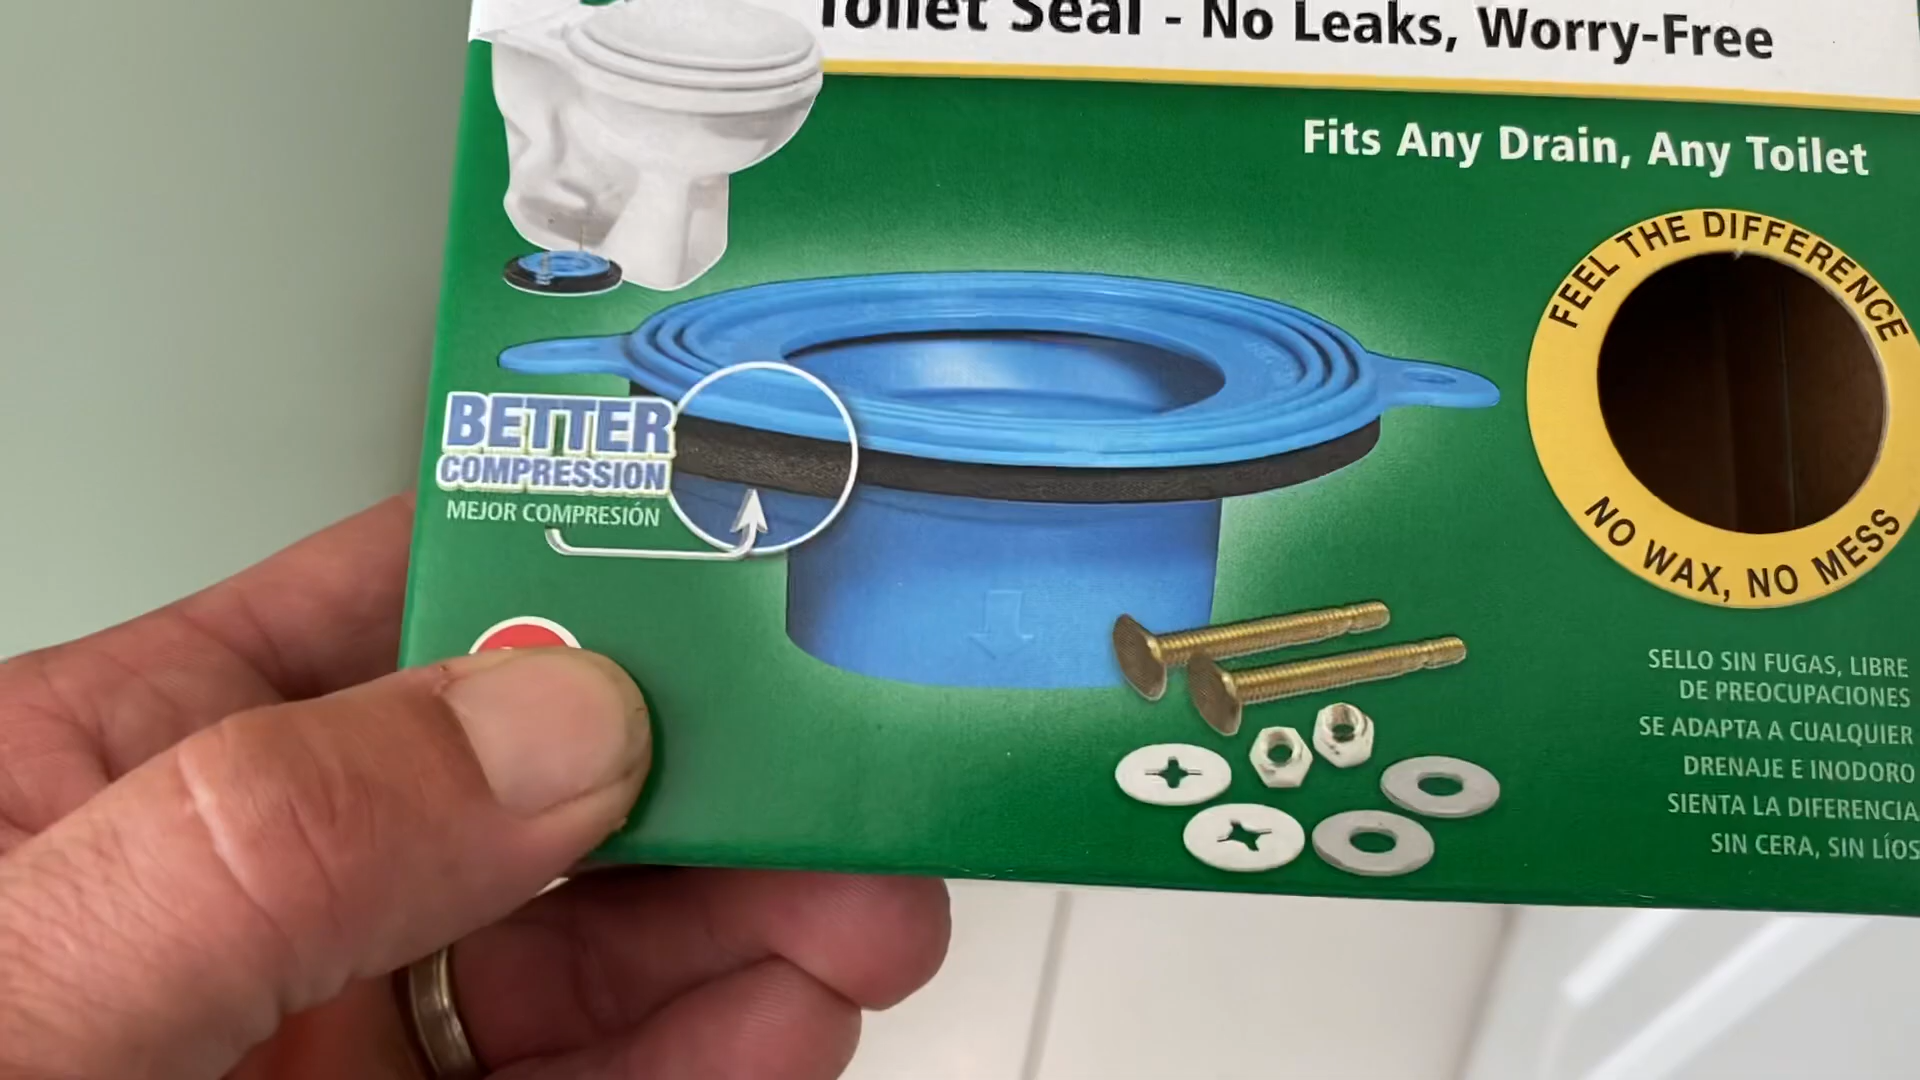 Toilet Seal - No Leaks, Worry-Free
Fits Any Drain, Any Toilet
FEEL THE DIFFERENCE
NO WAX, NO MESS
BETTER
COMPRESSION
MEJOR COMPRESIÓN
SELLO SIN FUGAS, LIBRE
DE PREOCUPACIONES
SE ADAPTA A CUALQUIER
DRENAJE E INODORO
SIENTA LA DIFERENCIA
SIN CERA, SIN LÍOS